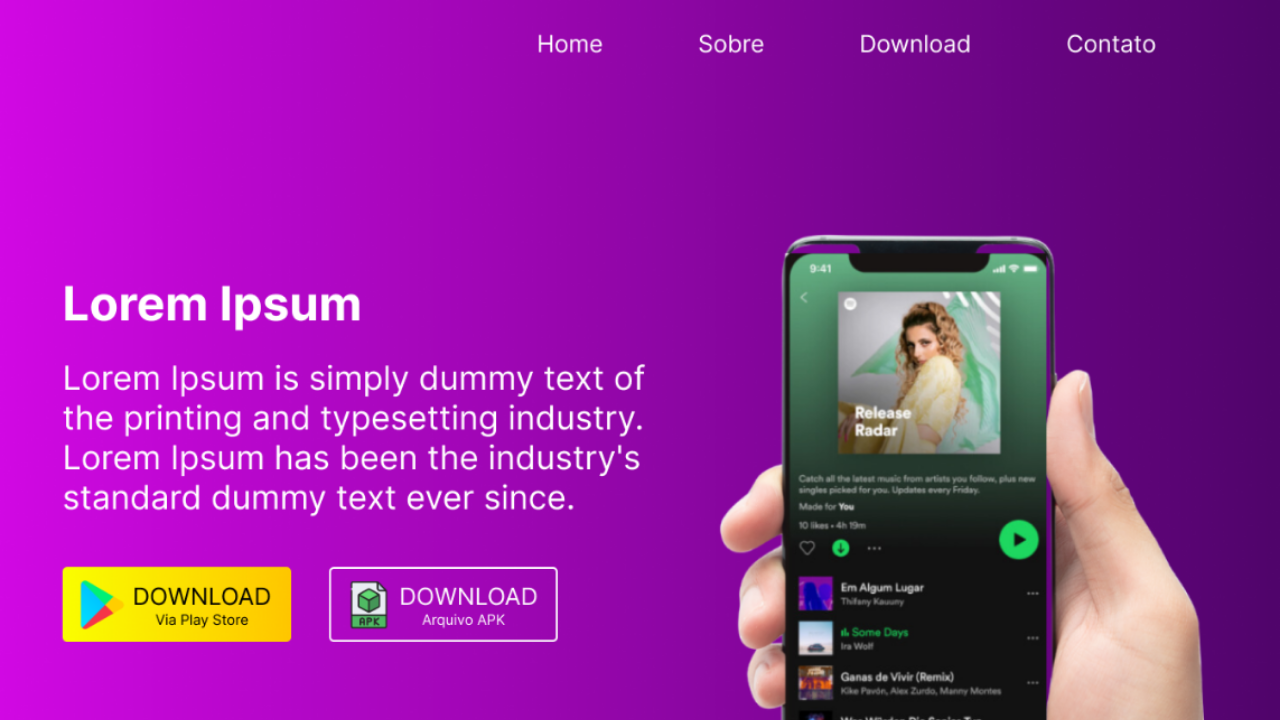 Home Sobre Download Contato
Lorem Ipsum
Lorem Ipsum is simply dummy text of
the printing and typesetting industry.
Lorem Ipsum has been the industry's
standard dummy text ever since.
DOWNLOAD
Via Play Store
APK
DOWNLOAD
Arquivo APK
9:41
Release
Radar
Catch all the latest music from artists you follow, plus new
singles picked for you. Updates every Friday.
Made for You
10 likes • 4h 19m
Em Algum Lugar
Thifany Kauany
Some Days
Ira Wolf
Ganas de Vivir (Remix)
Kike Pavón, Alex Zurdo, Manny Montes